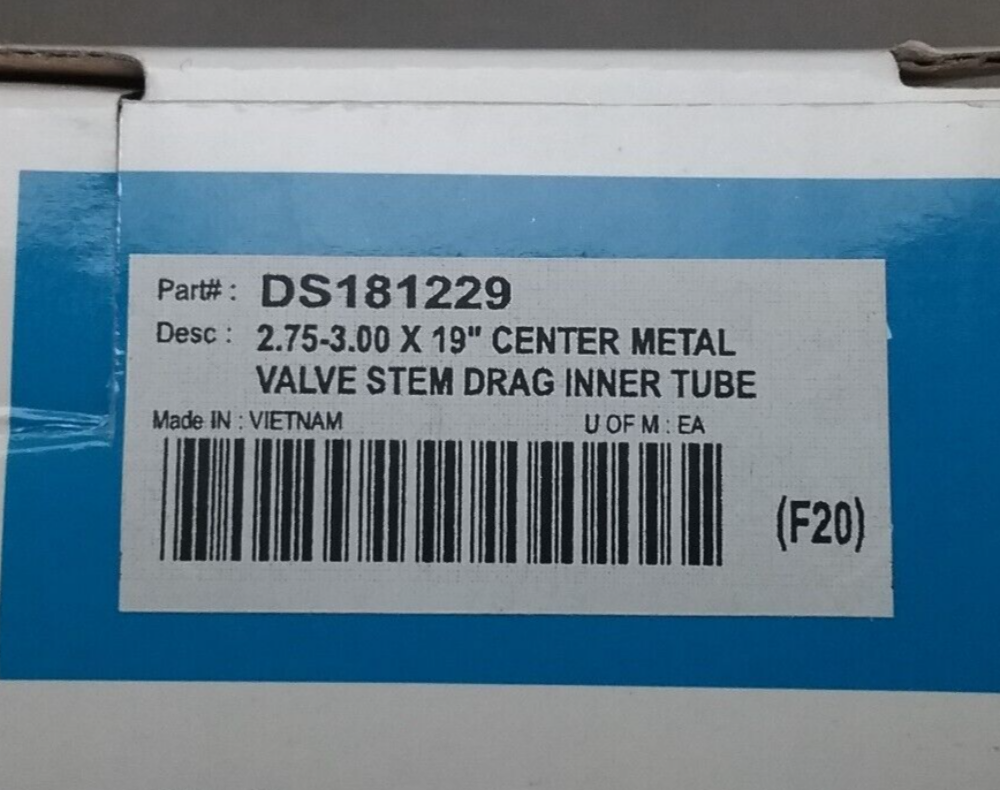 Part# : DS181229
Desc : 2.75-3.00 X 19" CENTER METAL
VALVE STEM DRAG INNER TUBE
Made IN : VIETNAM U OF M : EA
(F20)